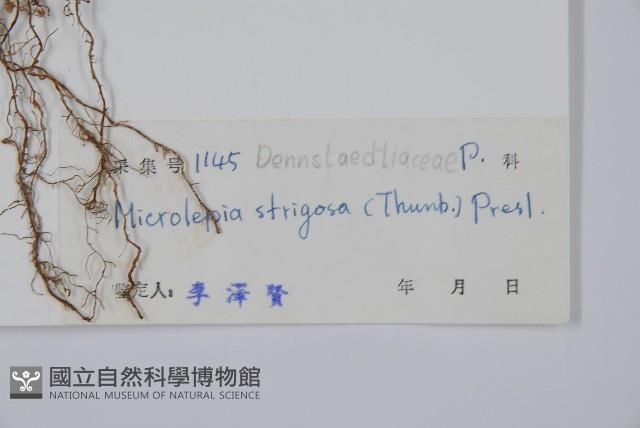 采集号 1145 Dennstaedtiaceae P. 科
Microlepia strigosa (Thunb.) Presl.
鉴定人: 李澤賢 年 月 日
國立自然科學博物館
NATIONAL MUSEUM OF NATURAL SCIENCE